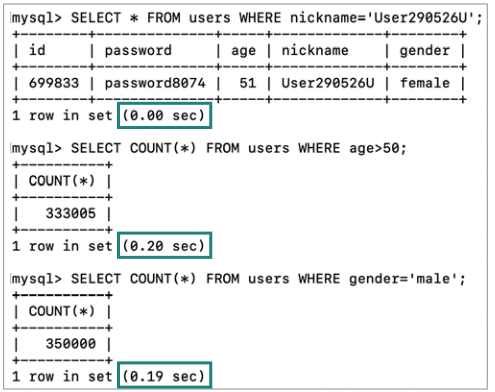 mysql> SELECT * FROM users WHERE nickname='User290526U';
+--------+--------------+-----+-------------+--------+
| id | password | age | nickname | gender |
+--------+--------------+-----+-------------+--------+
| 699833 | password8074 | 51 | User290526U | female |
+--------+--------------+-----+-------------+--------+
1 row in set (0.00 sec)
mysql> SELECT COUNT(*) FROM users WHERE age>50;
+----------+
| COUNT(*) |
+----------+
| 333005 |
+----------+
1 row in set (0.20 sec)
mysql> SELECT COUNT(*) FROM users WHERE gender='male';
+----------+
| COUNT(*) |
+----------+
| 350000 |
+----------+
1 row in set (0.19 sec)